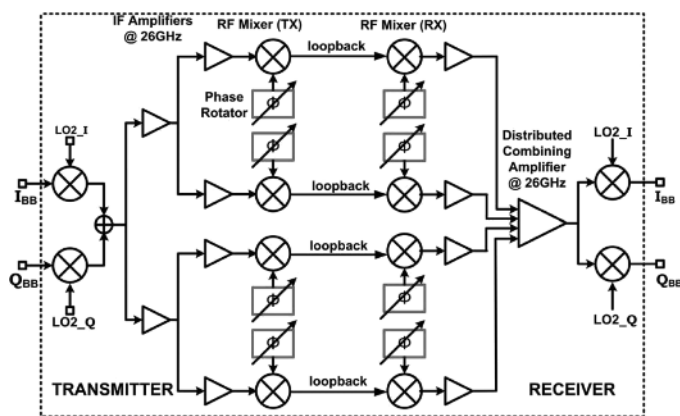 IF Amplifiers
@ 26GHz
RF Mixer (TX)
RF Mixer (RX)
loopback
Phase
Rotator
Φ
Φ
LO2_I
I_BB
loopback
Distributed
Combining
Amplifier
@ 26GHz
LO2_I
I_BB
Φ
Φ
Q_BB
LO2_Q
loopback
Q_BB
LO2_Q
Φ
Φ
Φ
Φ
TRANSMITTER
loopback
RECEIVER